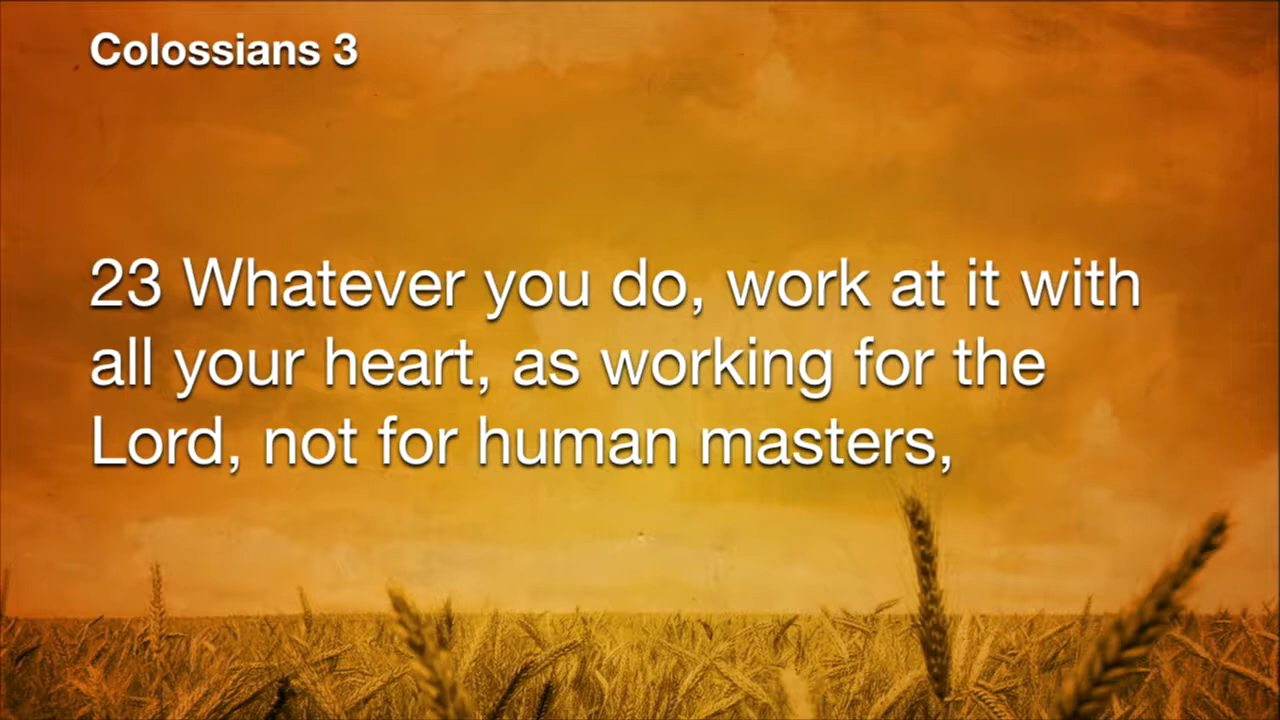 Colossians 3
23 Whatever you do, work at it with
all your heart, as working for the
Lord, not for human masters,